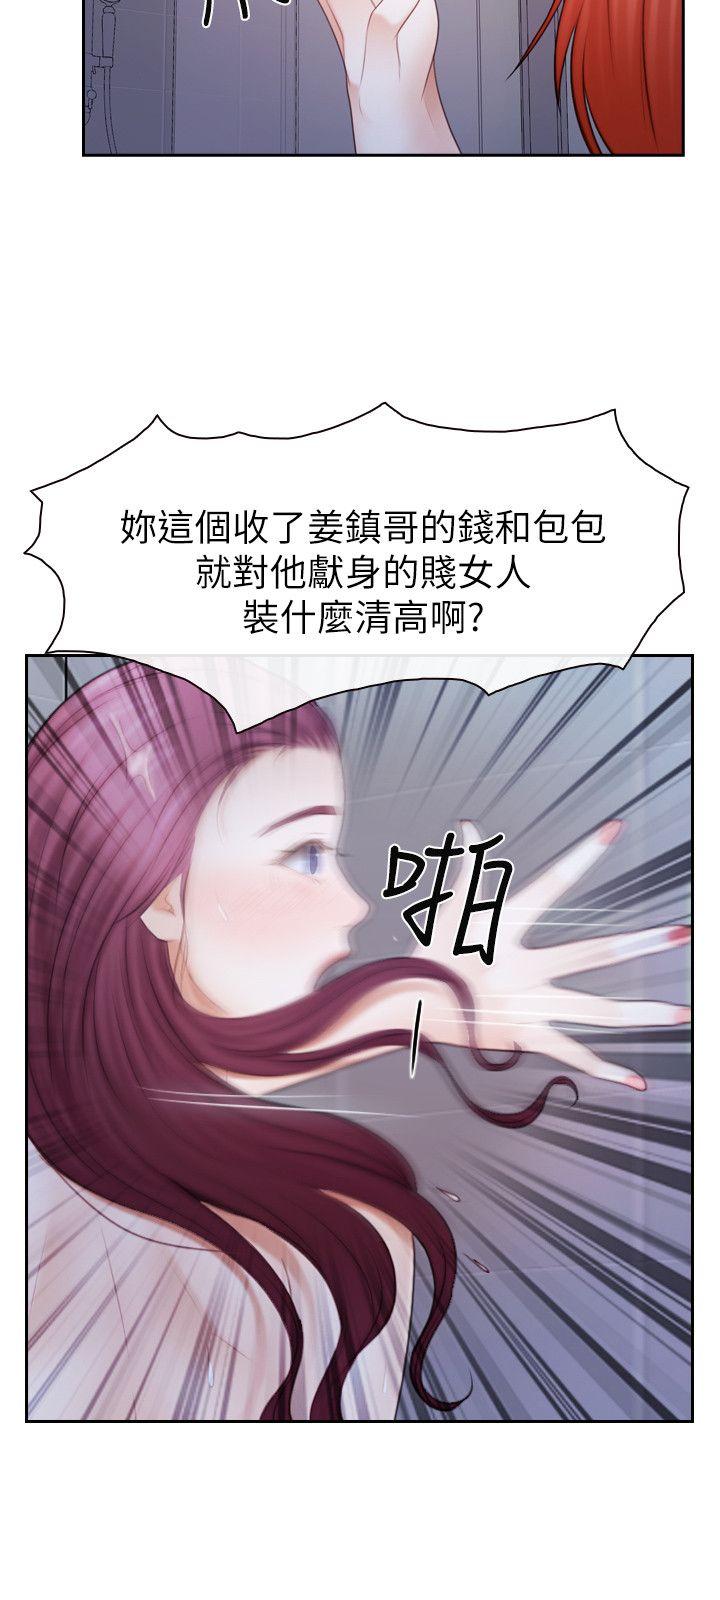 妳這個收了姜鎮哥的錢和包包
就對他獻身的賤女人
裝什麼清高啊?
啪